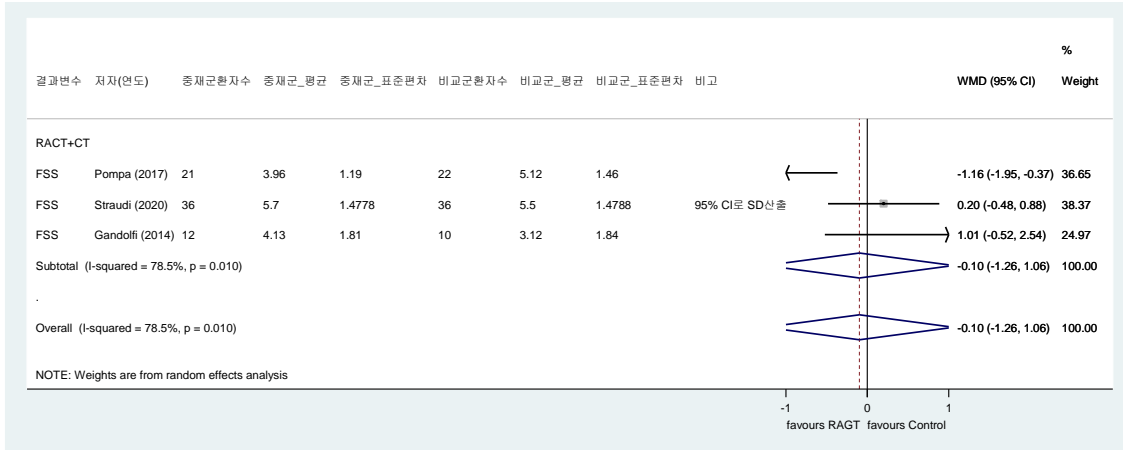 %
결과변수 저자(연도) 중재군환자수 중재군_평균 중재군_표준편차 비교군환자수 비교군_평균 비교군_표준편차 비고 WMD (95% CI) Weight
RACT+CT
FSS Pompa (2017) 21 3.96 1.19 22 5.12 1.46 -1.16 (-1.95, -0.37) 36.65
FSS Straudi (2020) 36 5.7 1.4778 36 5.5 1.4788 95% CI로 SD산출 0.20 (-0.48, 0.88) 38.37
FSS Gandolfi (2014) 12 4.13 1.81 10 3.12 1.84 1.01 (-0.52, 2.54) 24.97
Subtotal (I-squared = 78.5%, p = 0.010) -0.10 (-1.26, 1.06) 100.00
.
Overall (I-squared = 78.5%, p = 0.010) -0.10 (-1.26, 1.06) 100.00
NOTE: Weights are from random effects analysis
-1 0 1
favours RAGT favours Control